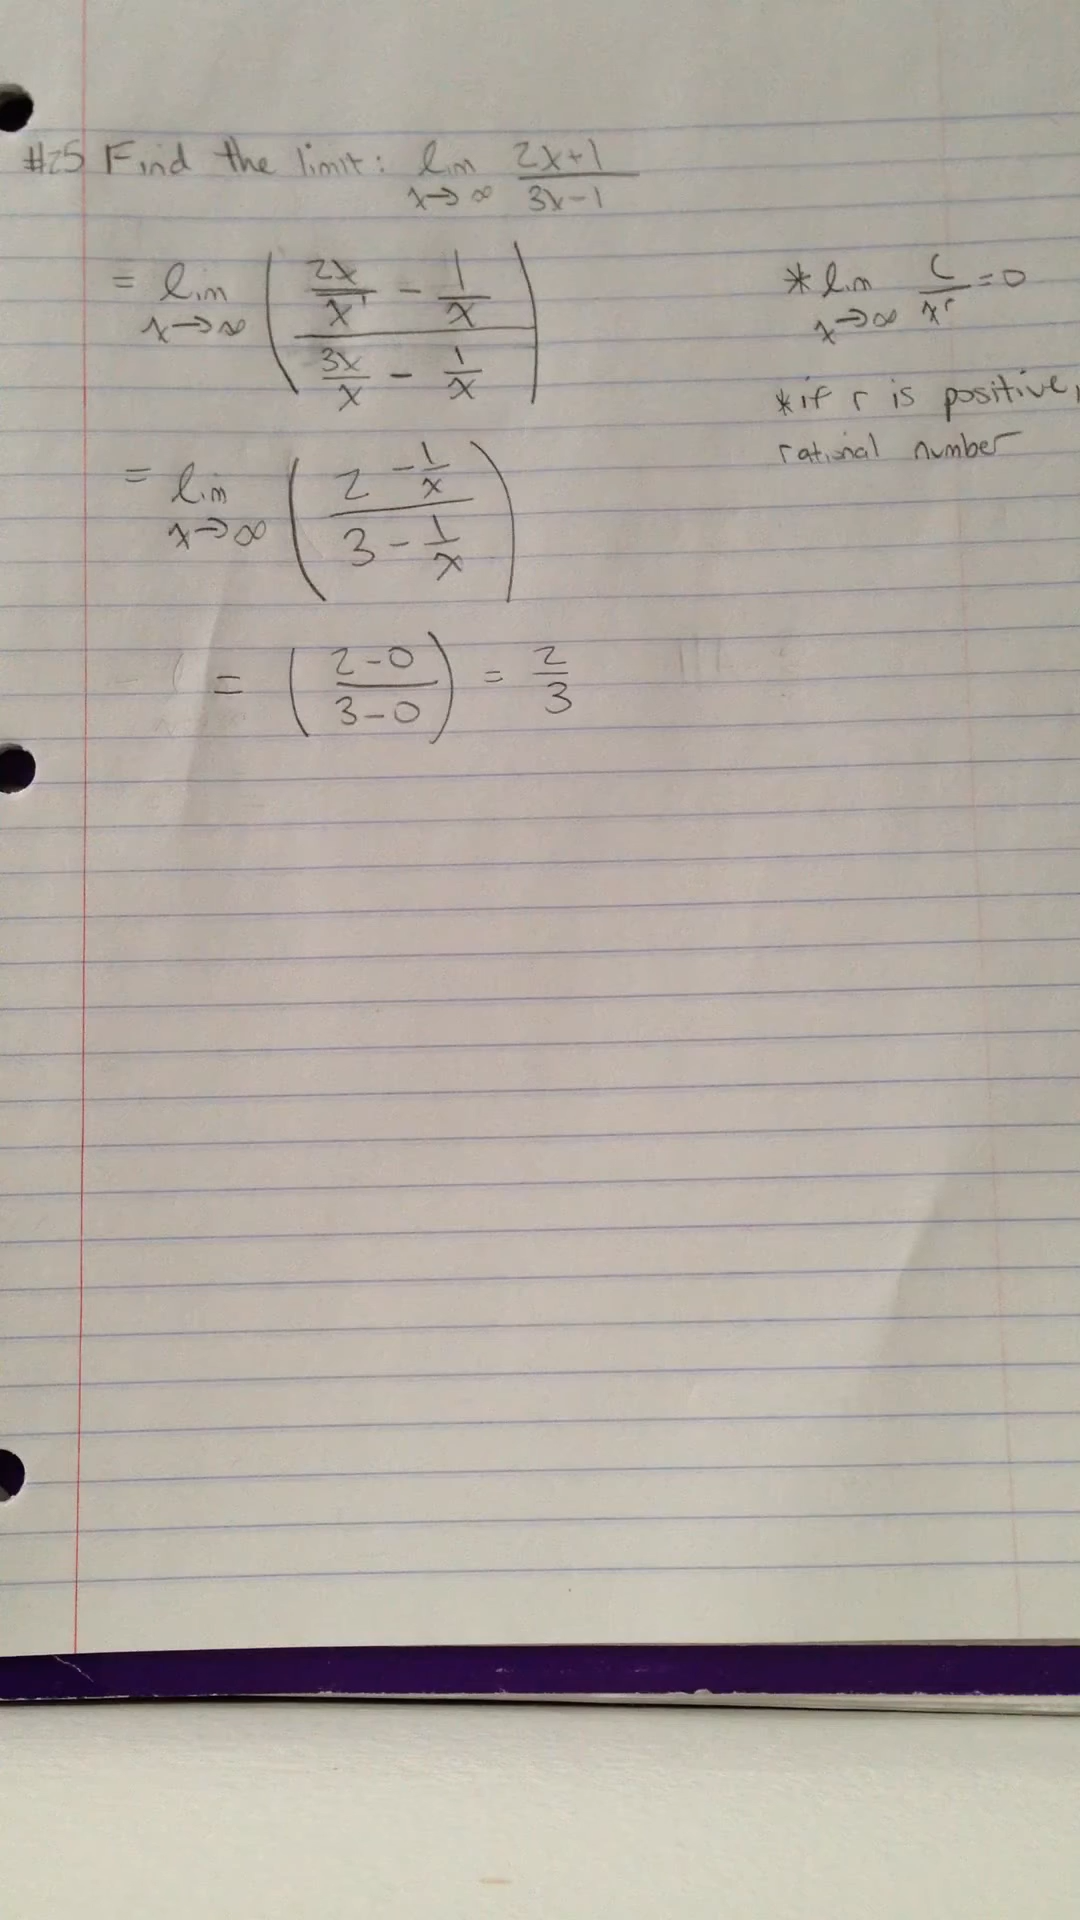 #25 Find the limit: lim x→∞ (2x+1)/(3x-1)
= lim x→∞ ((2x/x - 1/x)/(3x/x - 1/x))
* lim x→∞ c/x^r = 0
* if r is positive,
rational number
= lim x→∞ ((2 - 1/x)/(3 - 1/x))
= ((2-0)/(3-0)) = 2/3